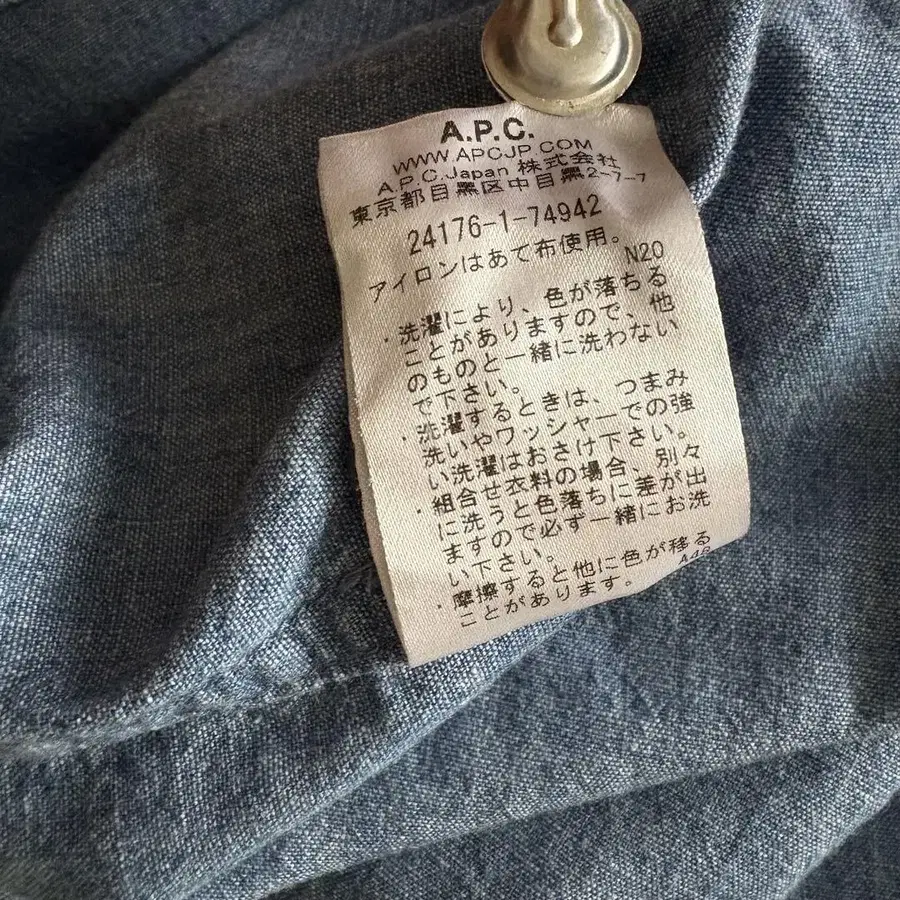 A.P.C.
WWW.APCJP.COM
A.P.C.Japan 株式会社
東京都目黒区中目黒2-7-7
24176-1-74942
アイロンはあて布使用。
N20
・洗濯により、色が落ちる
ことがありますので、他
のものと一緒に洗わない
で下さい。
・洗濯するときは、つまみ
洗いやワッシャーでの強
い洗濯はおさけ下さい。
・組合せ衣料の場合、別々
に洗うと色落ちに差が出
ますので必ず一緒にお洗
い下さい。
・摩擦すると他に色が移る
ことがあります。
A46